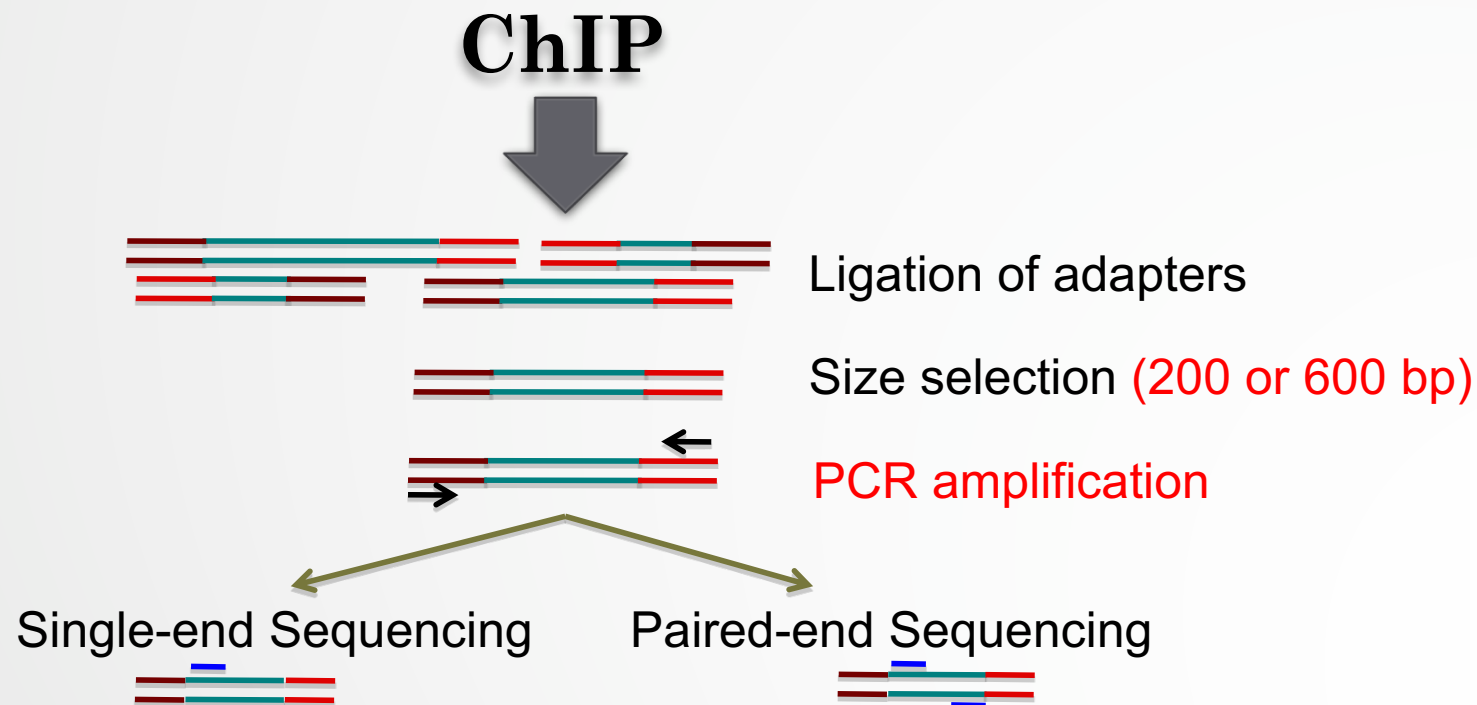 ChIP
Ligation of adapters
Size selection (200 or 600 bp)
PCR amplification
Single-end Sequencing
Paired-end Sequencing